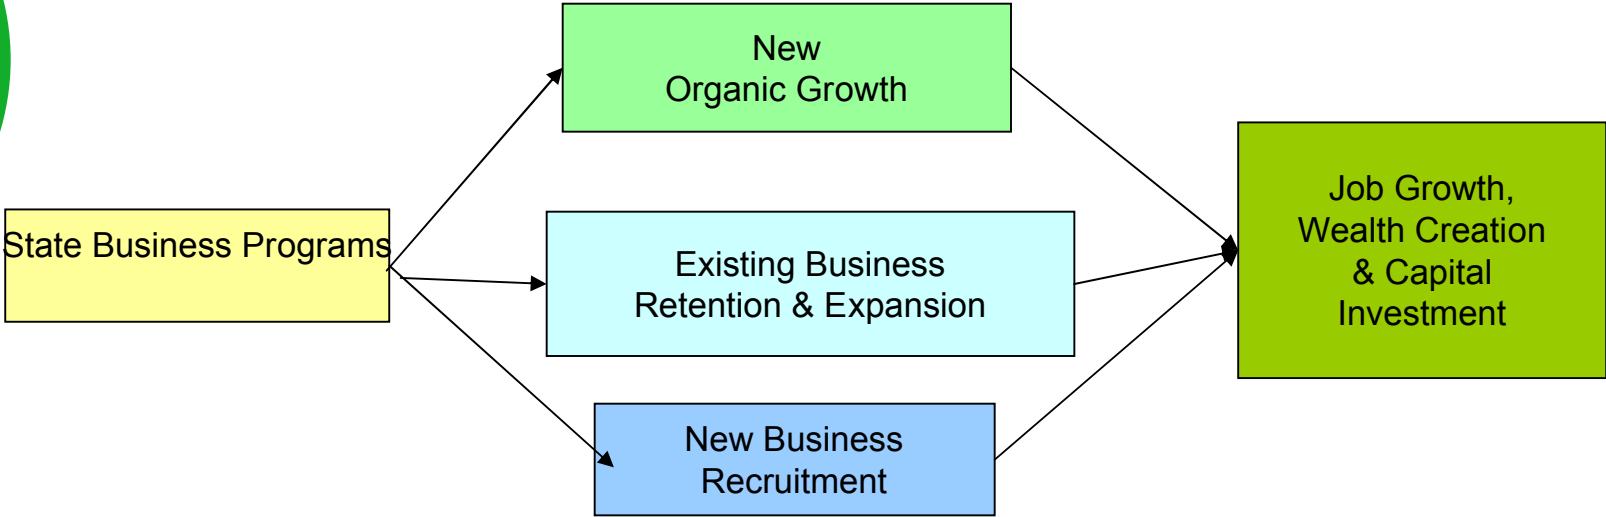 New
Organic Growth
State Business Programs
Existing Business
Retention & Expansion
New Business
Recruitment
Job Growth,
Wealth Creation
& Capital
Investment